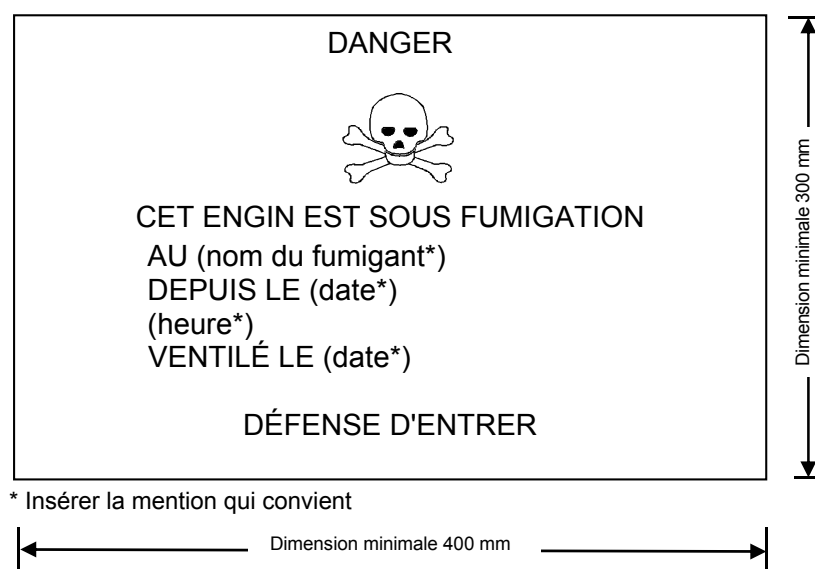 DANGER
CET ENGIN EST SOUS FUMIGATION
AU (nom du fumigant*)
DEPUIS LE (date*)
(heure*)
VENTILÉ LE (date*)
DÉFENSE D'ENTRER
Dimension minimale 300 mm
* Insérer la mention qui convient
Dimension minimale 400 mm